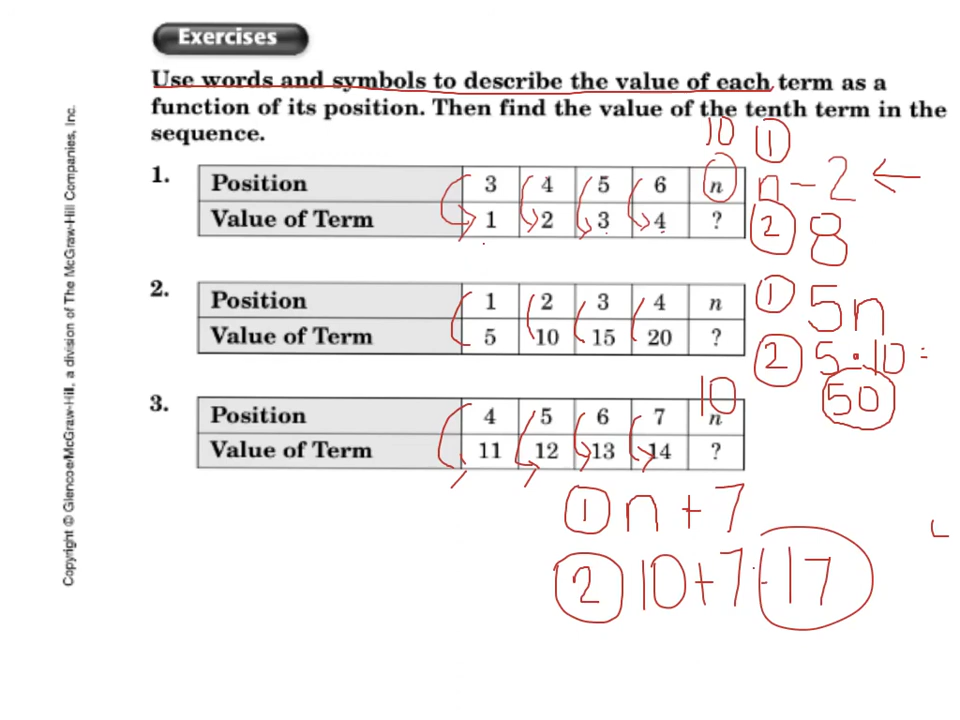 Exercises
Use words and symbols to describe the value of each term as a
function of its position. Then find the value of the tenth term in the
sequence.
10 1
1. Position 3 4 5 6 n n - 2
Value of Term 1 2 3 4 ? 2 8
2. Position 1 2 3 4 n 1 5n
Value of Term 5 10 15 20 ? 2 5 · 10 =
50
10
3. Position 4 5 6 7 n
Value of Term 11 12 13 14 ?
1 n + 7
2 10 + 7 = 17
Copyright © Glencoe/McGraw-Hill, a division of The McGraw-Hill Companies, Inc.